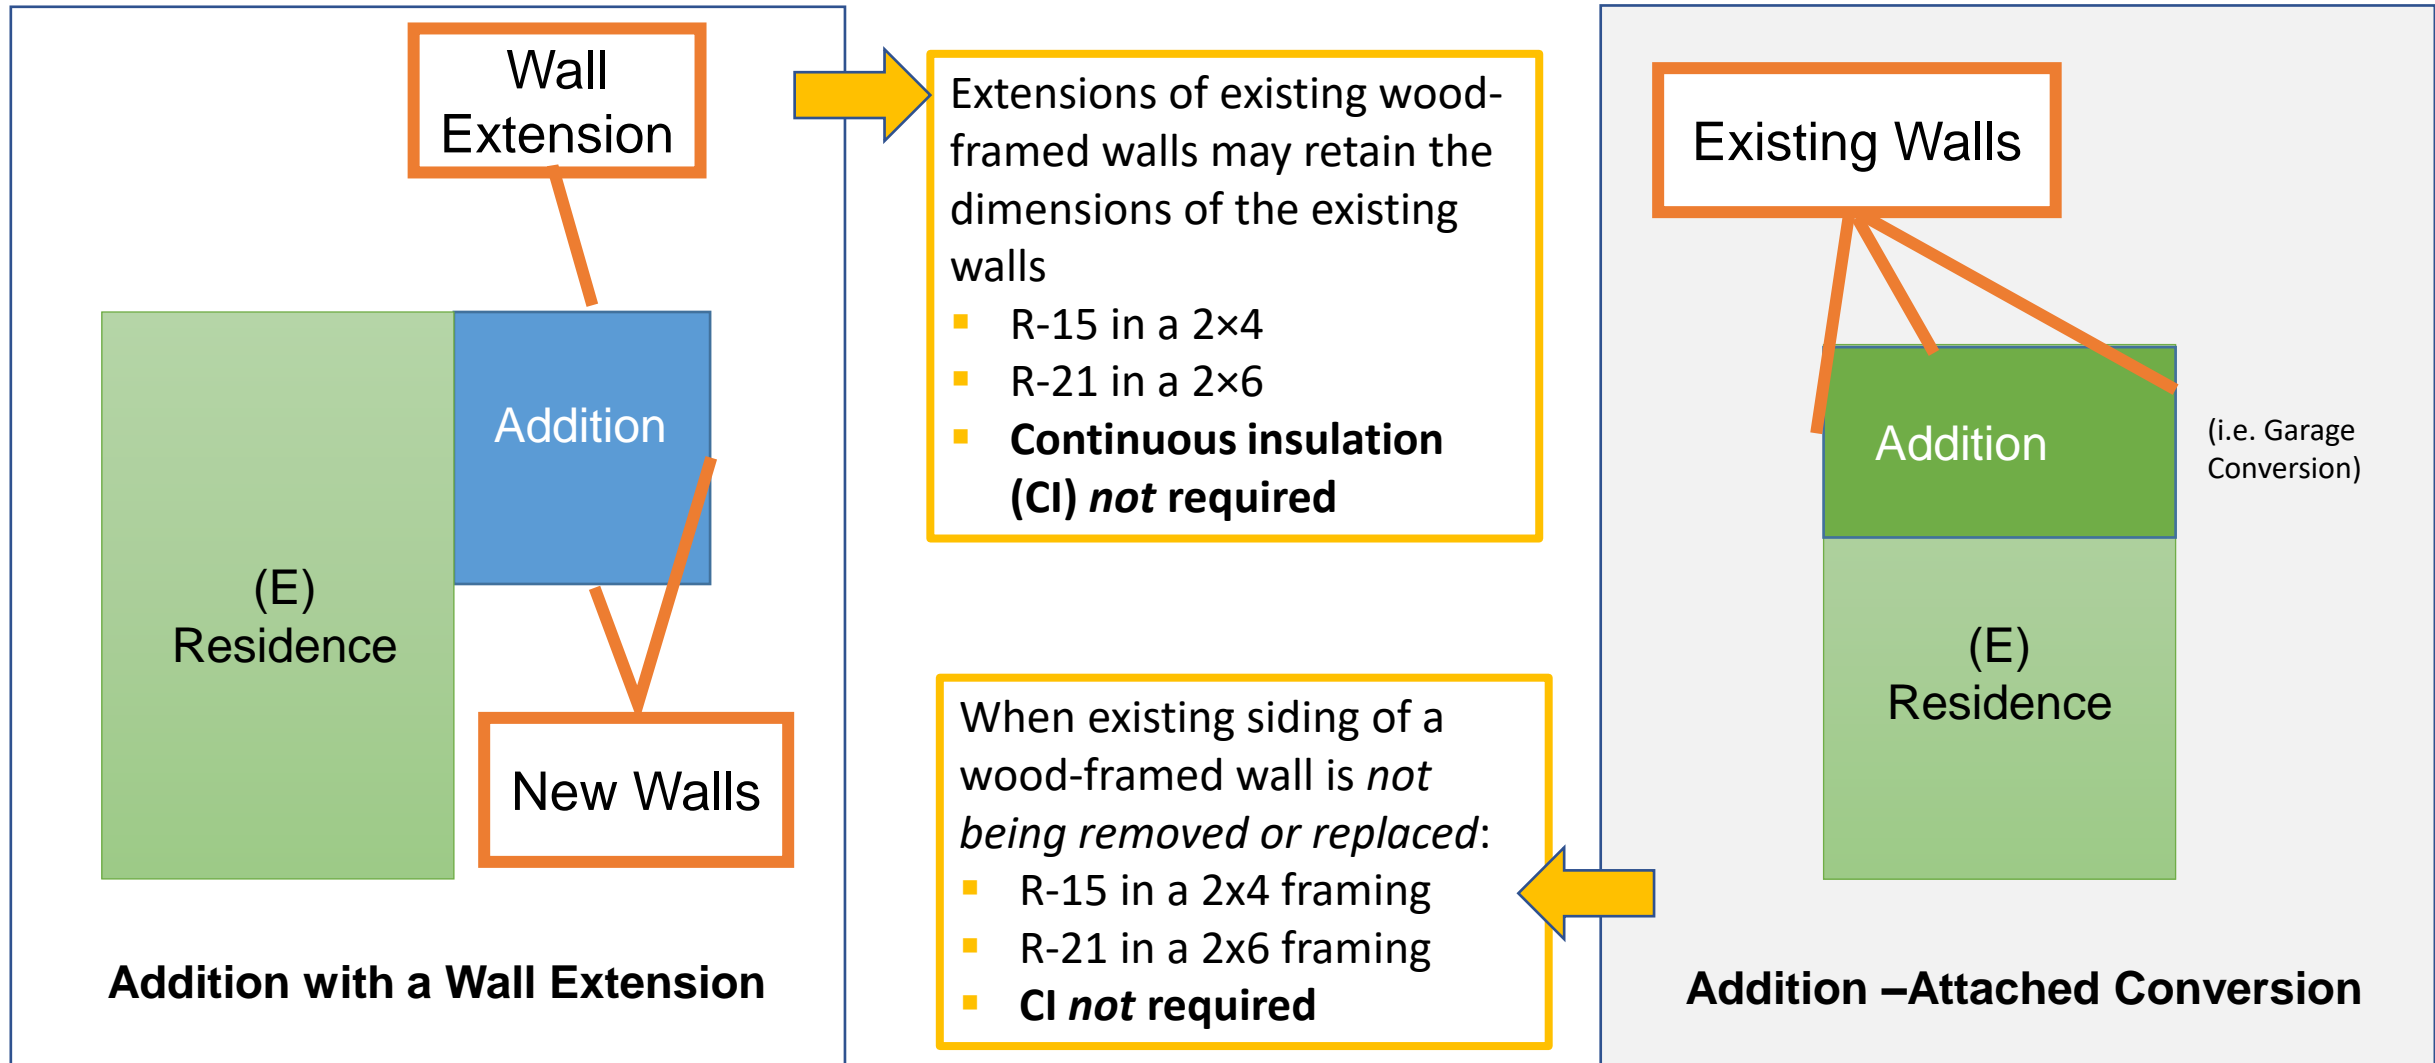 Wall
Extension
Addition
(E)
Residence
New Walls
Addition with a Wall Extension
Extensions of existing wood-
framed walls may retain the
dimensions of the existing
walls
▪ R-15 in a 2×4
▪ R-21 in a 2×6
▪ Continuous insulation
(CI) not required
When existing siding of a
wood-framed wall is not
being removed or replaced:
▪ R-15 in a 2x4 framing
▪ R-21 in a 2x6 framing
▪ CI not required
Existing Walls
Addition
(i.e. Garage
Conversion)
(E)
Residence
Addition –Attached Conversion